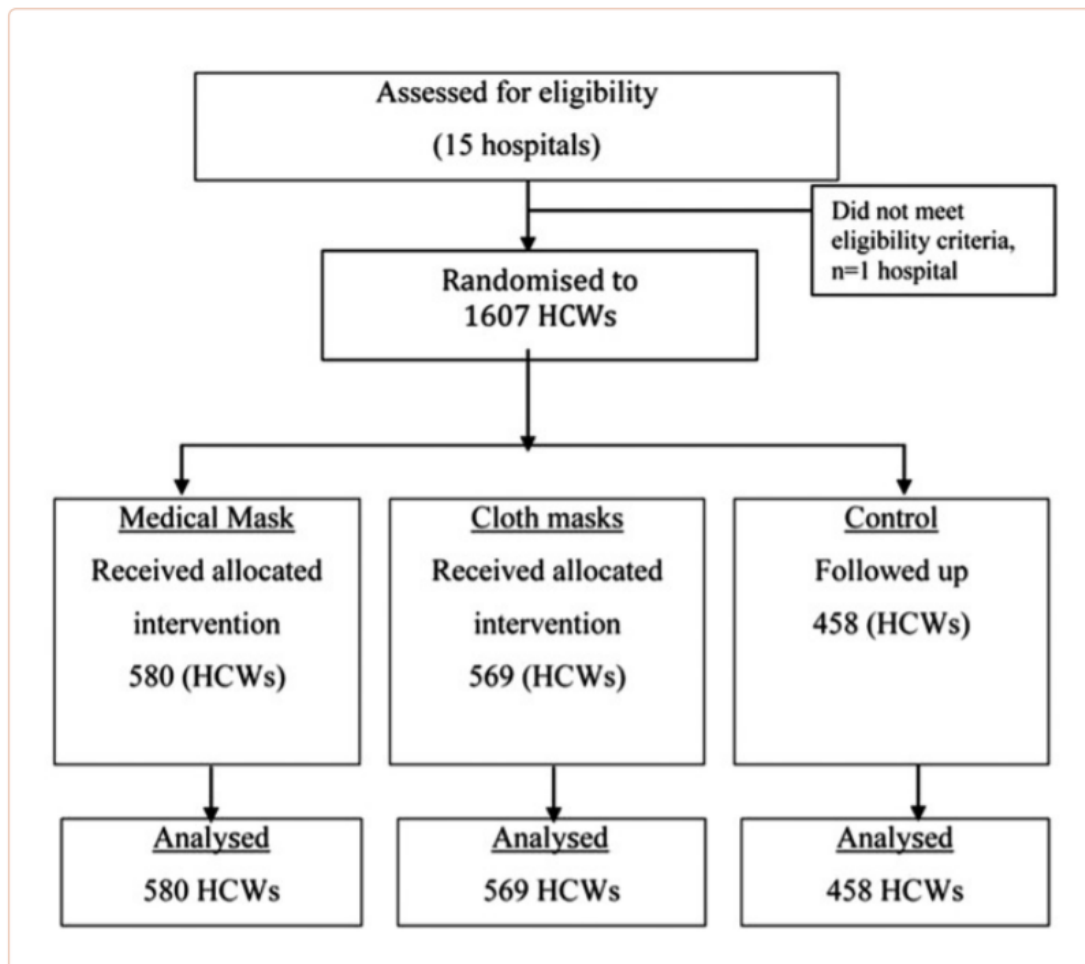 Assessed for eligibility
(15 hospitals)
Did not meet
eligibility criteria,
n=1 hospital
Randomised to
1607 HCWs
Medical Mask
Received allocated
intervention
580 (HCWs)
Cloth masks
Received allocated
intervention
569 (HCWs)
Control
Followed up
458 (HCWs)
Analysed
580 HCWs
Analysed
569 HCWs
Analysed
458 HCWs